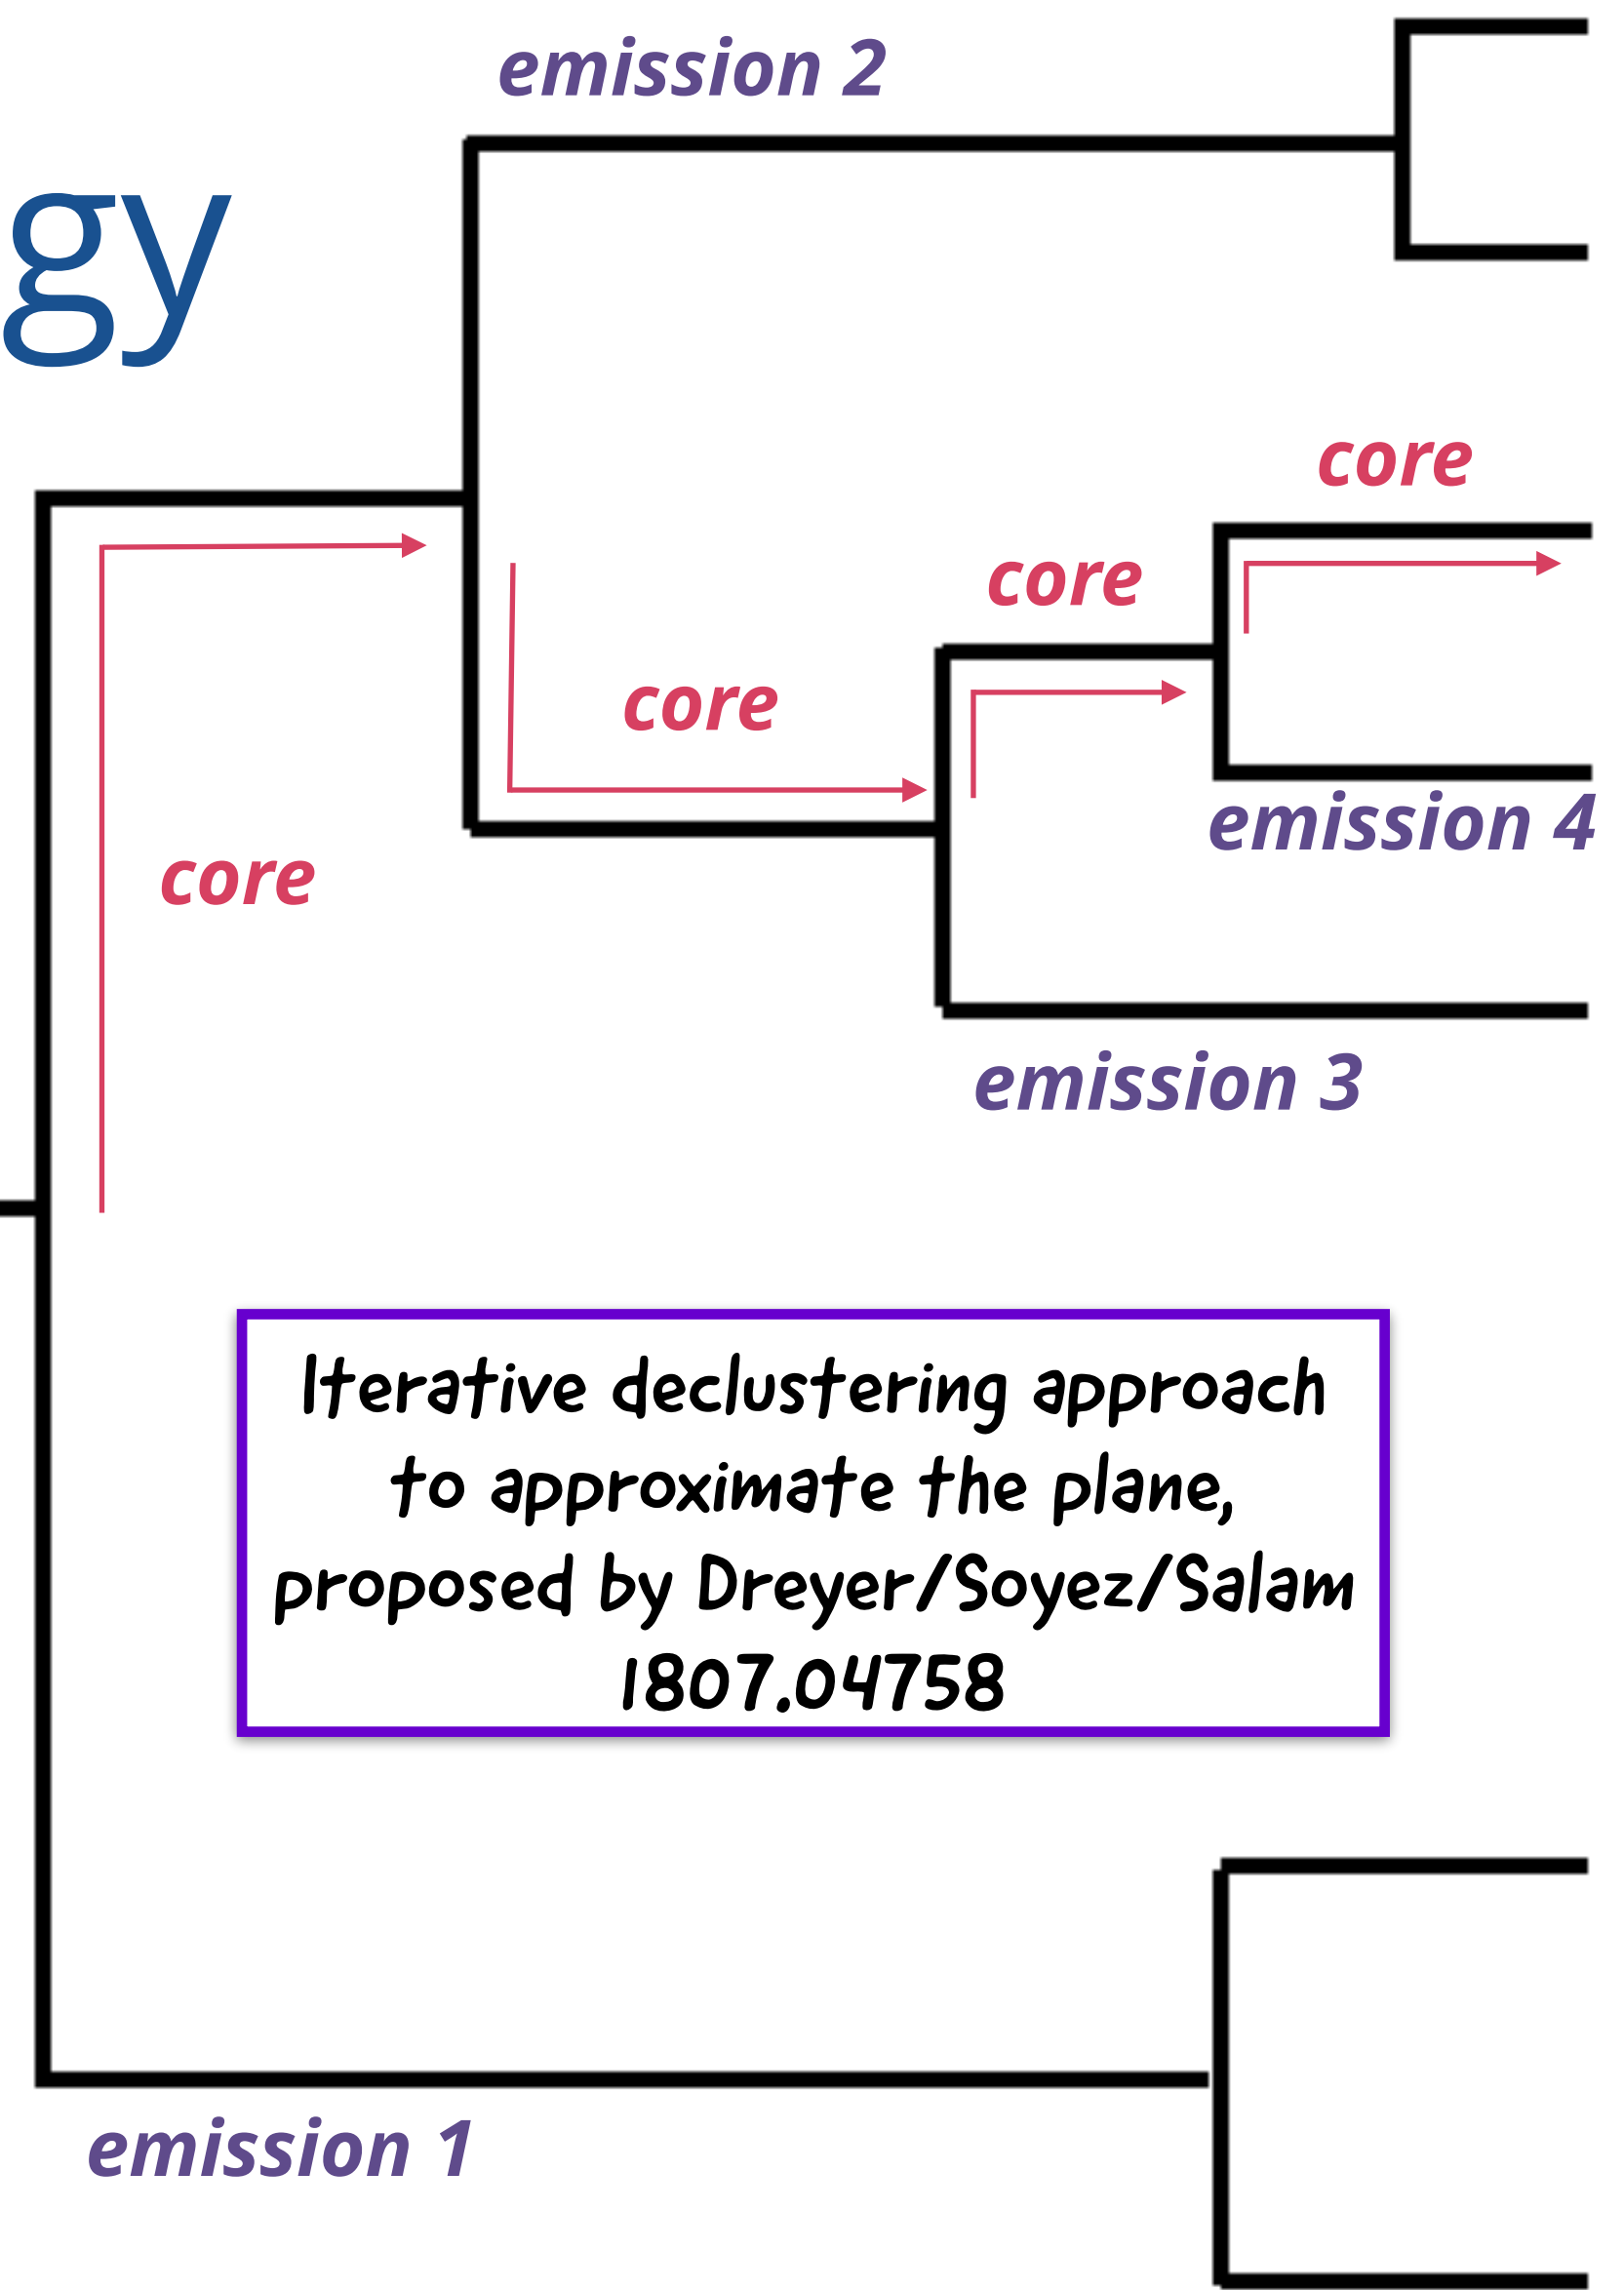 emission 2
gy
core
core
core
core
emission 4
emission 3
Iterative declustering approach
to approximate the plane,
proposed by Dreyer/Soyez/Salam
1807.04758
emission 1